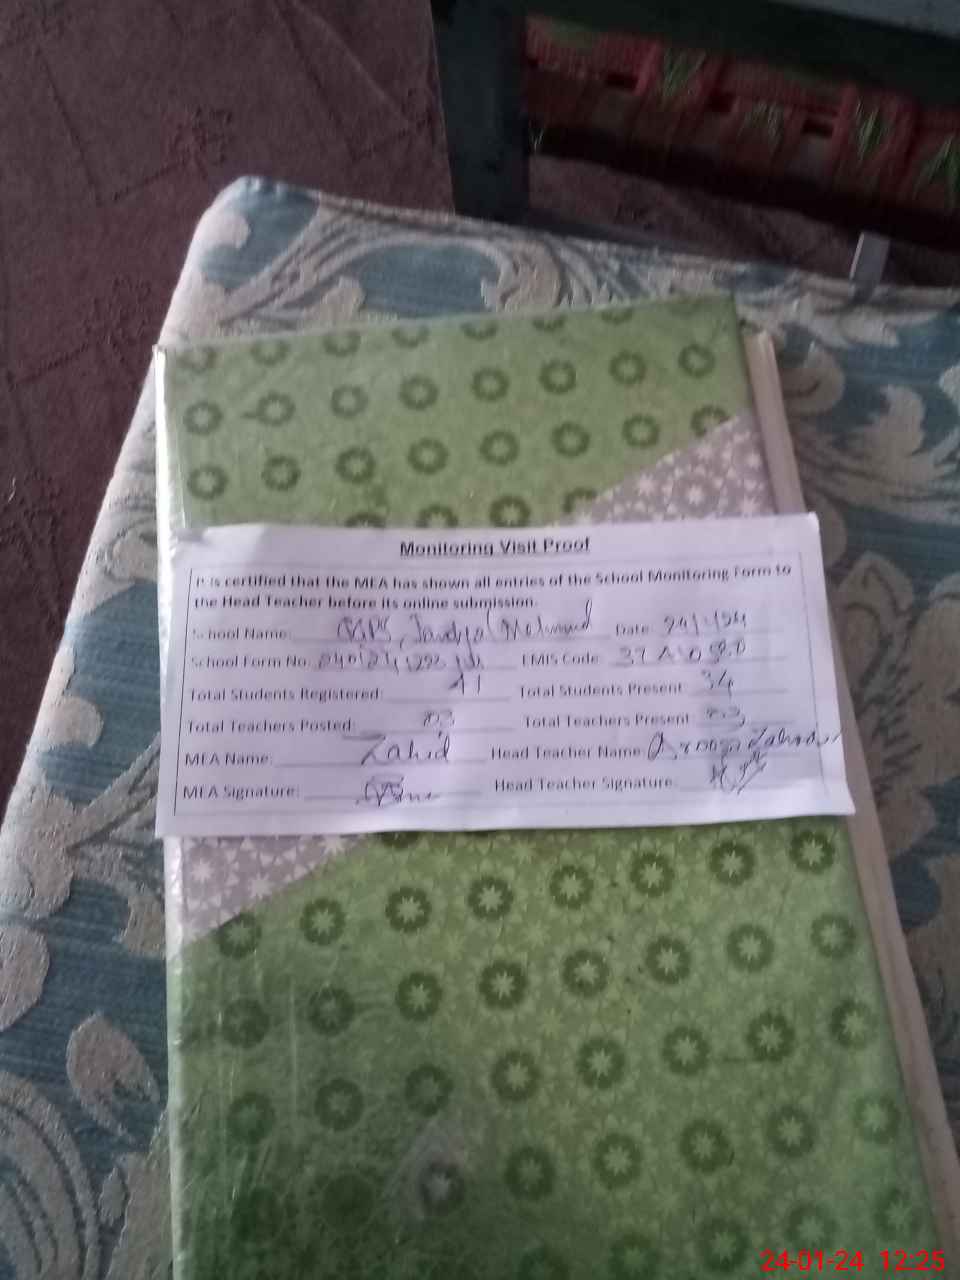 Monitoring Visit Proof
It is certified that the MEA has shown all entries of the School Monitoring Form to
the Head Teacher before its online submission.
School Name: Date: 24/1/24
School Form No. EMIS Code:
Total Students Registered: 41 Total Students Present 34
Total Teachers Posted: 03 Total Teachers Present 03
MEA Name: Zahid Head Teacher Name:
MEA Signature: Head Teacher Signature:
24-01-24 12:25